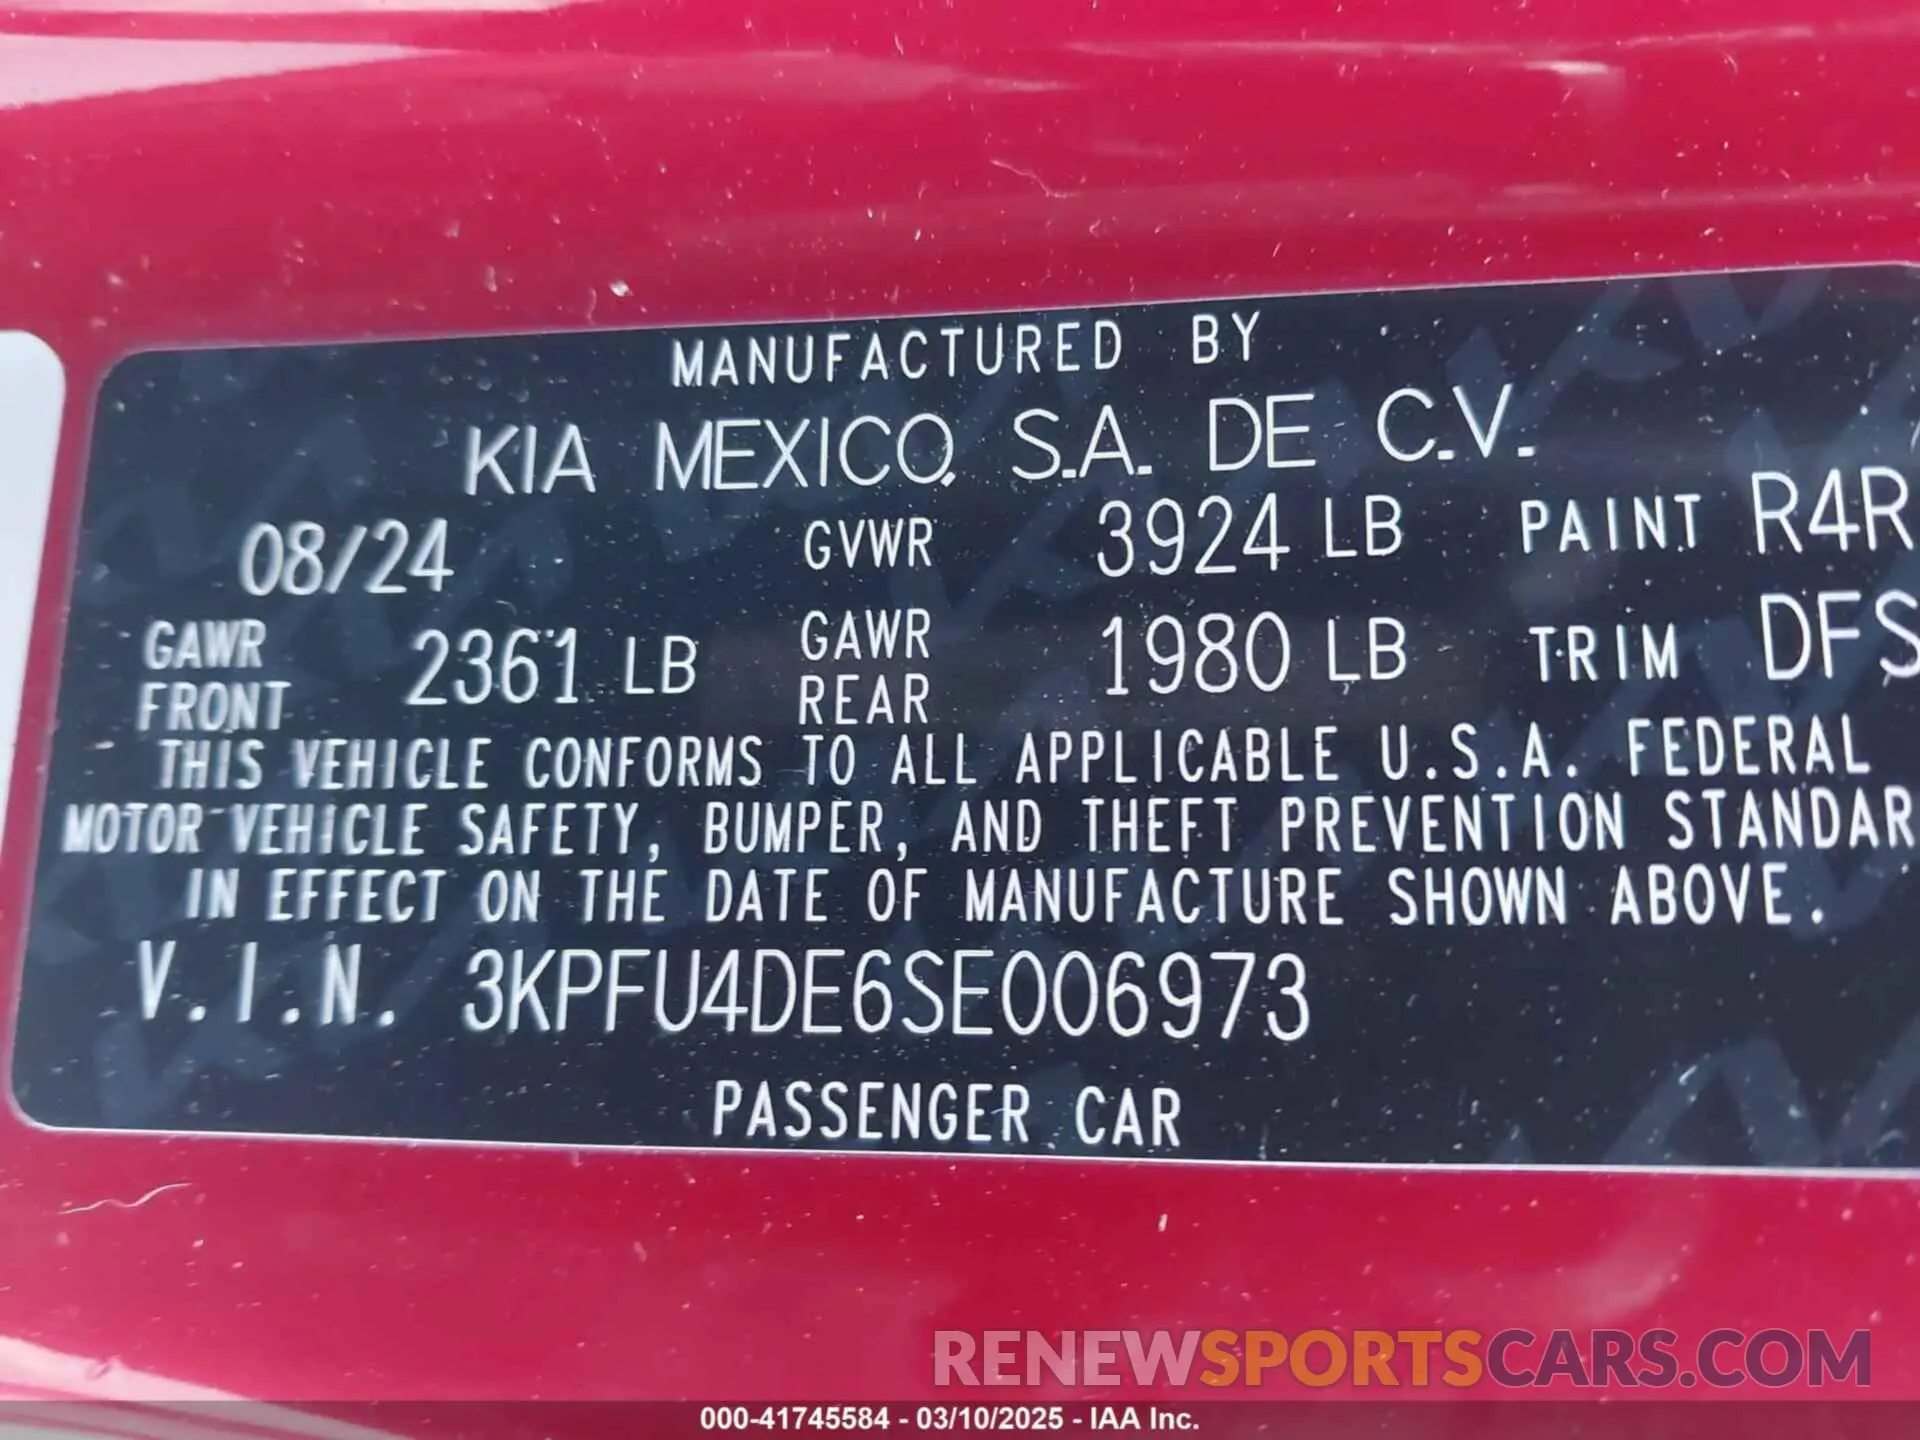 MANUFACTURED BY
KIA MEXICO, S.A. DE C.V.
08/24 GVWR 3924 LB PAINT R4R
GAWR FRONT 2361 LB GAWR REAR 1980 LB TRIM DFS
THIS VEHICLE CONFORMS TO ALL APPLICABLE U.S.A. FEDERAL
MOTOR VEHICLE SAFETY, BUMPER, AND THEFT PREVENTION STANDAR
IN EFFECT ON THE DATE OF MANUFACTURE SHOWN ABOVE.
V.I.N. 3KPFU4DE6SE006973
PASSENGER CAR
RENEWSPORTSCARS.COM
000-41745584 - 03/10/2025 - IAA Inc.